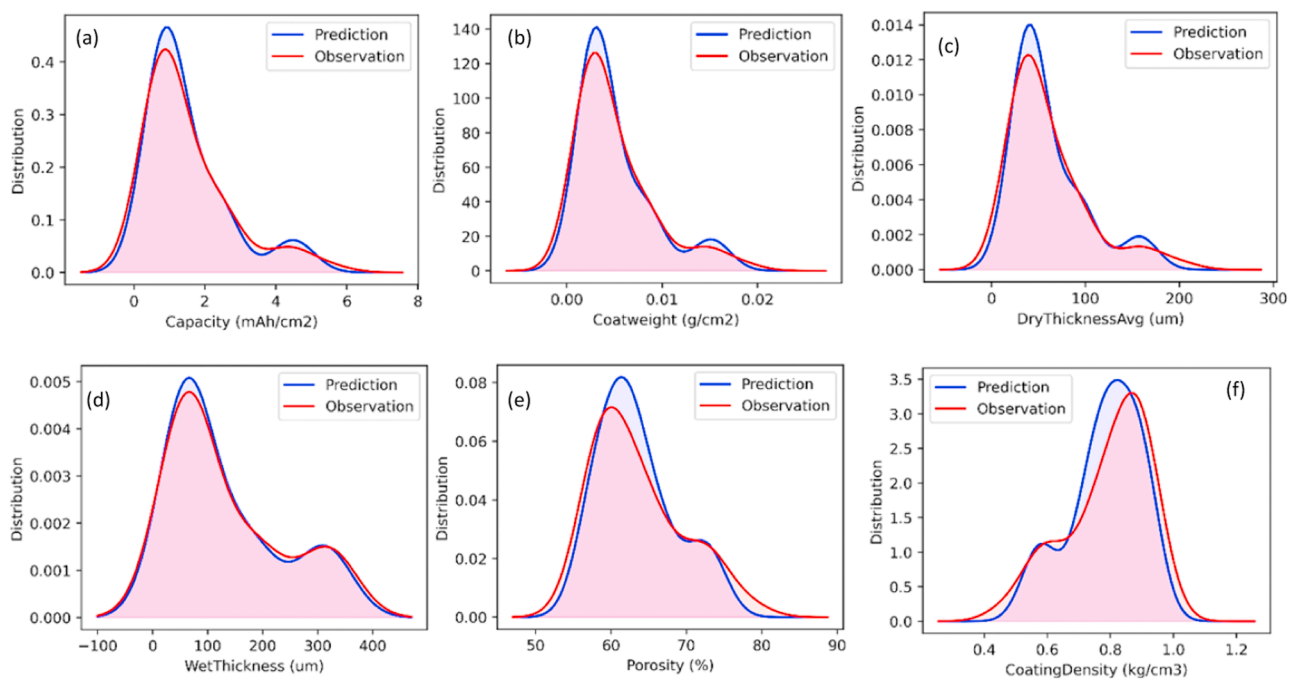 (a)
Prediction
Observation
Distribution
0.4
0.3
0.2
0.1
0.0
0 2 4 6 8
Capacity (mAh/cm2)
(b)
Prediction
Observation
Distribution
140
120
100
80
60
40
20
0
0.00 0.01 0.02
Coatweight (g/cm2)
(c)
Prediction
Observation
Distribution
0.014
0.012
0.010
0.008
0.006
0.004
0.002
0.000
0 100 200 300
DryThicknessAvg (um)
(d)
Prediction
Observation
Distribution
0.005
0.004
0.003
0.002
0.001
0.000
−100 0 100 200 300 400
WetThickness (um)
(e)
Prediction
Observation
Distribution
0.08
0.06
0.04
0.02
0.00
50 60 70 80 90
Porosity (%)
(f)
Prediction
Observation
Distribution
3.5
3.0
2.5
2.0
1.5
1.0
0.5
0.0
0.4 0.6 0.8 1.0 1.2
CoatingDensity (kg/cm3)